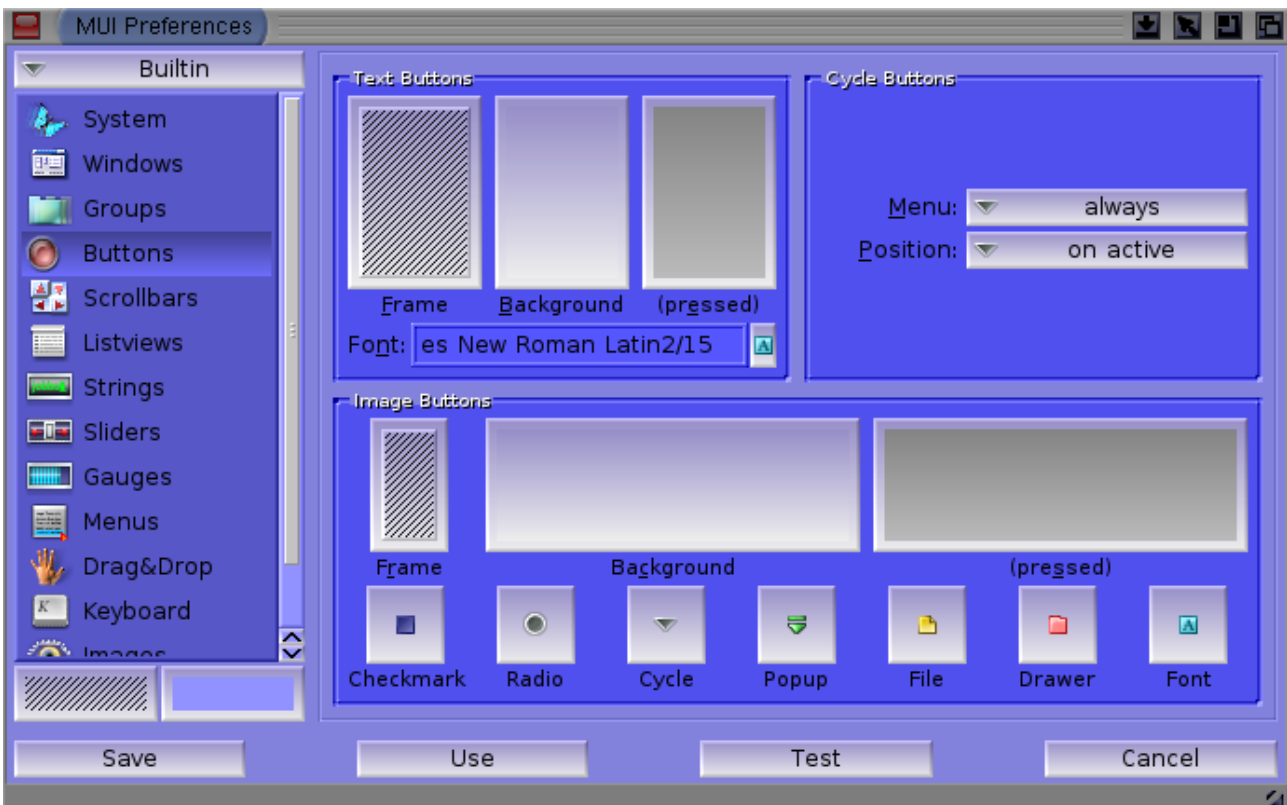 MUI Preferences
Builtin
System
Windows
Groups
Buttons
Scrollbars
Listviews
Strings
Sliders
Gauges
Menus
Drag&Drop
Keyboard
Images
Text Buttons
Frame Background (pressed)
Font: es New Roman Latin2/15
Cycle Buttons
Menu: always
Position: on active
Image Buttons
Frame Background (pressed)
Checkmark Radio Cycle Popup File Drawer Font
Save Use Test Cancel